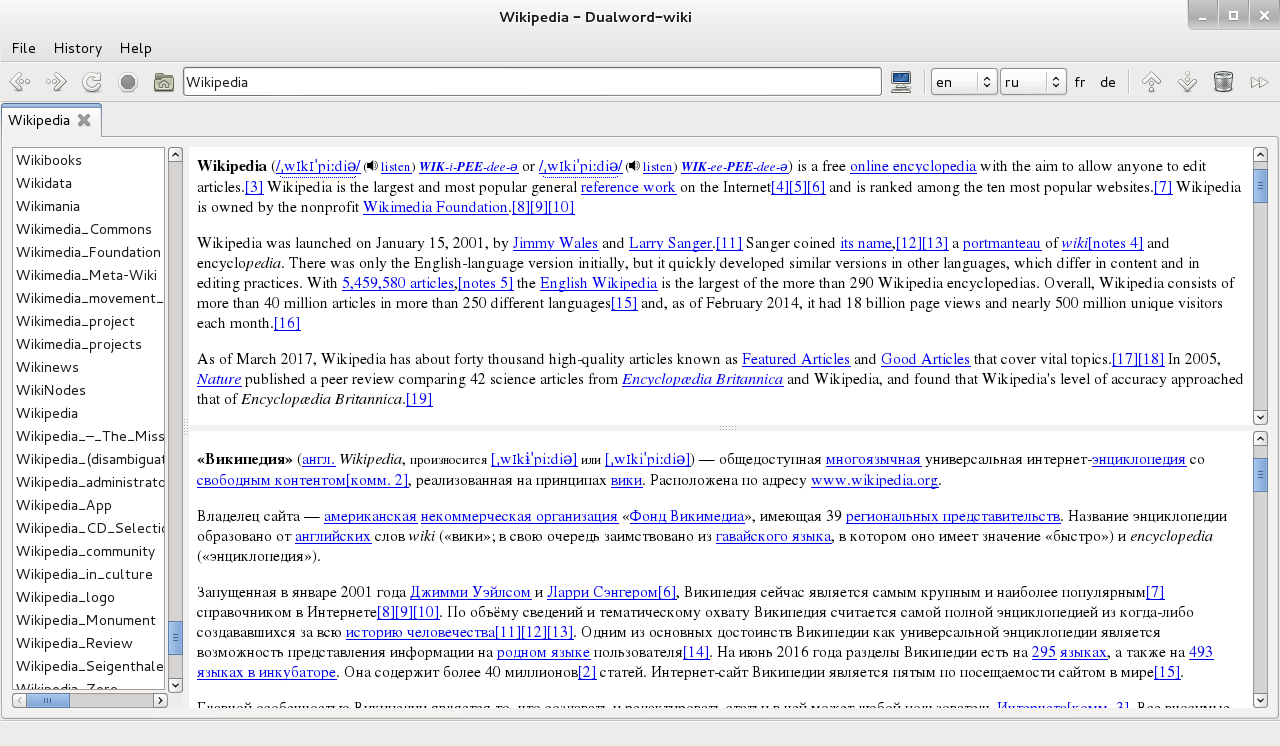 Wikipedia – Dualword-wiki
File History Help
Wikipedia en ru fr de
Wikipedia
Wikibooks
Wikidata
Wikimania
Wikimedia_Commons
Wikimedia_Foundation
Wikimedia_Meta-Wiki
Wikimedia_movement_
Wikimedia_project
Wikimedia_projects
Wikinews
WikiNodes
Wikipedia
Wikipedia_–_The_Miss
Wikipedia_(disambiguat
Wikipedia_administrato
Wikipedia_App
Wikipedia_CD_Selectio
Wikipedia_community
Wikipedia_in_culture
Wikipedia_logo
Wikipedia_Monument
Wikipedia_Review
Wikipedia_Seigenthale
Wikipedia_Zero
Wikipedia (/ˌwɪkɪˈpiːdiə/ (listen) WIK-i-PEE-dee-ə or /ˌwɪkiˈpiːdiə/ (listen) WIK-ee-PEE-dee-ə) is a free online encyclopedia with the aim to allow anyone to edit
articles.[3] Wikipedia is the largest and most popular general reference work on the Internet[4][5][6] and is ranked among the ten most popular websites.[7] Wikipedia
is owned by the nonprofit Wikimedia Foundation.[8][9][10]
Wikipedia was launched on January 15, 2001, by Jimmy Wales and Larry Sanger.[11] Sanger coined its name,[12][13] a portmanteau of wiki[notes 4] and
encyclopedia. There was only the English-language version initially, but it quickly developed similar versions in other languages, which differ in content and in
editing practices. With 5,459,580 articles,[notes 5] the English Wikipedia is the largest of the more than 290 Wikipedia encyclopedias. Overall, Wikipedia consists of
more than 40 million articles in more than 250 different languages[15] and, as of February 2014, it had 18 billion page views and nearly 500 million unique visitors
each month.[16]
As of March 2017, Wikipedia has about forty thousand high-quality articles known as Featured Articles and Good Articles that cover vital topics.[17][18] In 2005,
Nature published a peer review comparing 42 science articles from Encyclopædia Britannica and Wikipedia, and found that Wikipedia's level of accuracy approached
that of Encyclopædia Britannica.[19]
«Википедия» (англ. Wikipedia, произносится [ˌwɪkɨˈpiːdiə] или [ˌwɪkiˈpiːdiə]) — общедоступная многоязычная универсальная интернет-энциклопедия со
свободным контентом[комм. 2], реализованная на принципах вики. Расположена по адресу www.wikipedia.org.
Владелец сайта — американская некоммерческая организация «Фонд Викимедиа», имеющая 39 региональных представительств. Название энциклопедии
образовано от английских слов wiki («вики»; в свою очередь заимствовано из гавайского языка, в котором оно имеет значение «быстро») и encyclopedia
(«энциклопедия»).
Запущенная в январе 2001 года Джимми Уэйлсом и Ларри Сэнгером[6], Википедия сейчас является самым крупным и наиболее популярным[7]
справочником в Интернете[8][9][10]. По объёму сведений и тематическому охвату Википедия считается самой полной энциклопедией из когда-либо
создававшихся за всю историю человечества[11][12][13]. Одним из основных достоинств Википедии как универсальной энциклопедии является
возможность представления информации на родном языке пользователя[14]. На июнь 2016 года разделы Википедии есть на 295 языках, а также на 493
языках в инкубаторе. Она содержит более 40 миллионов[2] статей. Интернет-сайт Википедии является пятым по посещаемости сайтом в мире[15].
Главной особенностью Википедии является то, что создавать и редактировать статьи в ней может любой пользователь Интернета[комм. 3]. Все вносимые